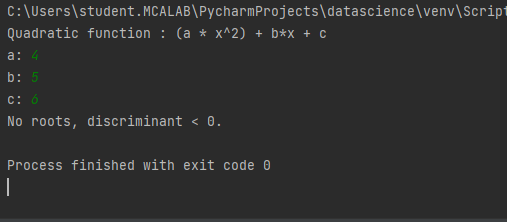 C:\Users\student.MCALAB\PycharmProjects\datascience\venv\Script
Quadratic function : (a * x^2) + b*x + c
a: 4
b: 5
c: 6
No roots, discriminant < 0.
Process finished with exit code 0